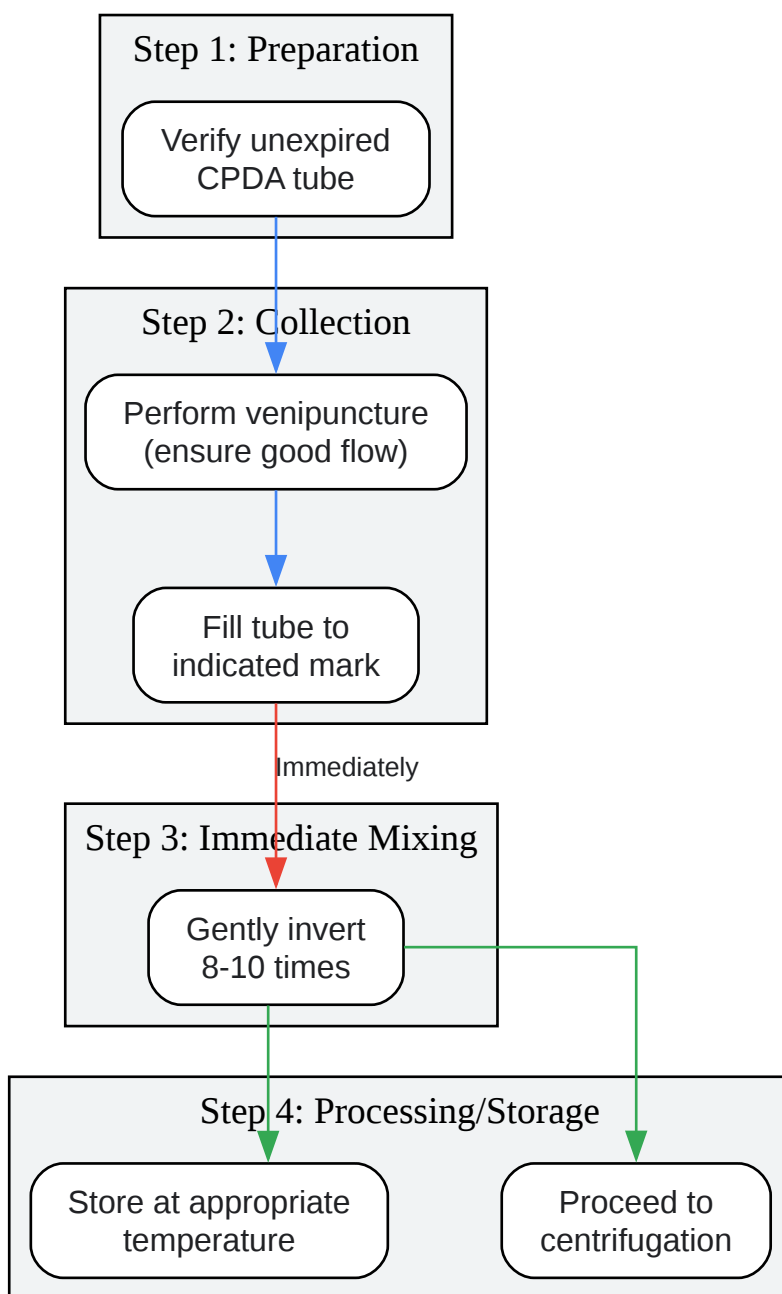 Step 1: Preparation
Verify unexpired
CPDA tube
Step 2: Collection
Perform venipuncture
(ensure good flow)
Fill tube to
indicated mark
Immediately
Step 3: Immediate Mixing
Gently invert
8-10 times
Step 4: Processing/Storage
Store at appropriate
temperature
Proceed to
centrifugation